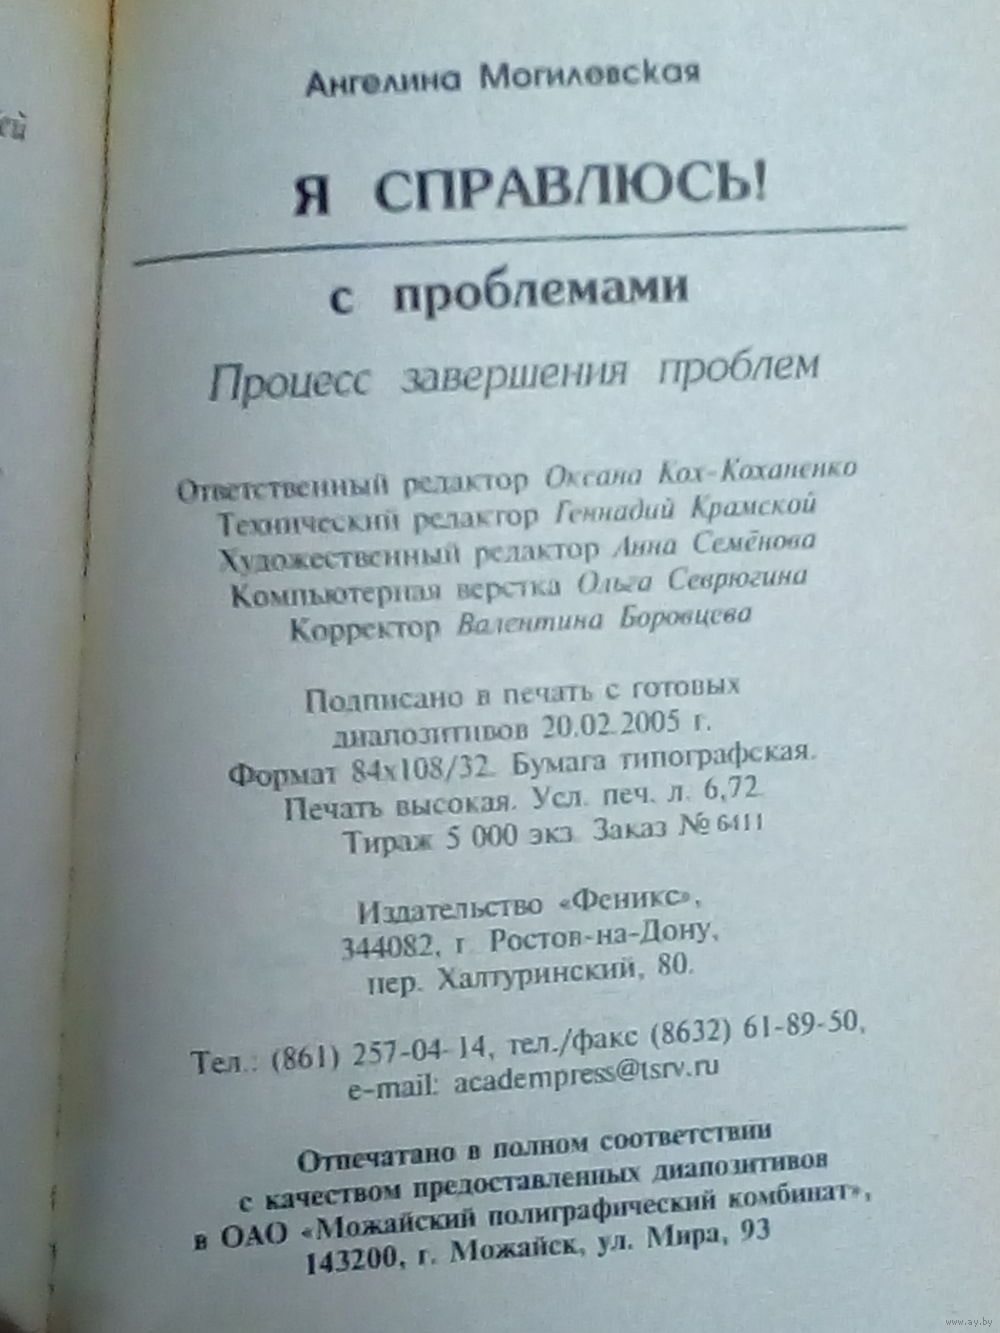 ей
Ангелина Могилевская
Я СПРАВЛЮСЬ!
с проблемами
Процесс завершения проблем
Ответственный редактор Оксана Кох-Коханенко
Технический редактор Геннадий Крамской
Художественный редактор Анна Семёнова
Компьютерная верстка Ольга Севрюгина
Корректор Валентина Боровцева
Подписано в печать с готовых
диапозитивов 20.02.2005 г.
Формат 84х108/32. Бумага типографская.
Печать высокая. Усл. печ. л. 6,72.
Тираж 5 000 экз. Заказ № 6411
Издательство «Феникс»,
344082, г. Ростов-на-Дону,
пер. Халтуринский, 80.
Тел.: (861) 257-04-14, тел./факс (8632) 61-89-50,
e-mail: academpress@tsrv.ru
Отпечатано в полном соответствии
с качеством предоставленных диапозитивов
в ОАО «Можайский полиграфический комбинат»,
143200, г. Можайск, ул. Мира, 93
www.ay.by